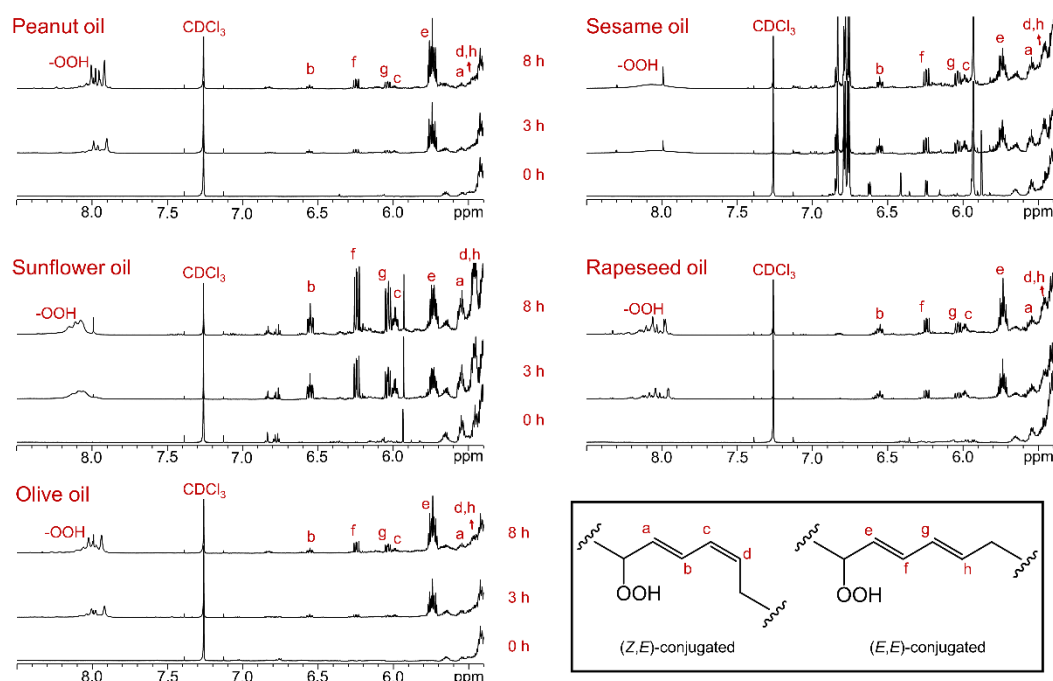 Peanut oil
-OOH
CDCl3
b
f
g
c
e
a
d,h
8 h
3 h
0 h
8.0 7.5 7.0 6.5 6.0 ppm
Sesame oil
-OOH
CDCl3
b
f
g
c
e
a
d,h
8.0 7.5 7.0 6.5 6.0 ppm
Sunflower oil
-OOH
CDCl3
b
f
g
c
e
a
d,h
8 h
3 h
0 h
8.0 7.5 7.0 6.5 6.0 ppm
Rapeseed oil
-OOH
CDCl3
b
f
g
c
e
a
d,h
8.0 7.5 7.0 6.5 6.0 ppm
Olive oil
-OOH
CDCl3
b
f
g
c
e
a
d,h
8 h
3 h
0 h
8.0 7.5 7.0 6.5 6.0 ppm
a
c
b
d
OOH
(Z,E)-conjugated
e
g
f
h
OOH
(E,E)-conjugated